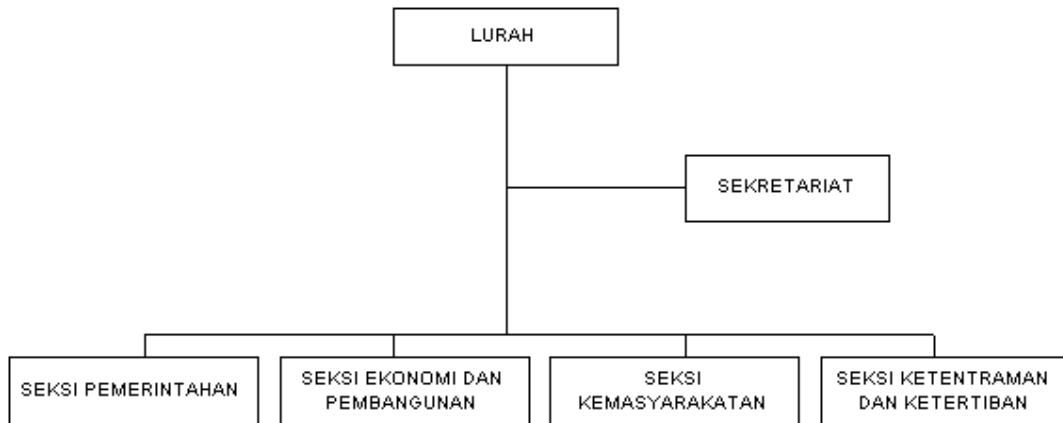 LURAH
SEKRETARIAT
SEKSI PEMERINTAHAN
SEKSI EKONOMI DAN
PEMBANGUNAN
SEKSI
KEMASYARAKATAN
SEKSI KETENTRAMAN
DAN KETERTIBAN